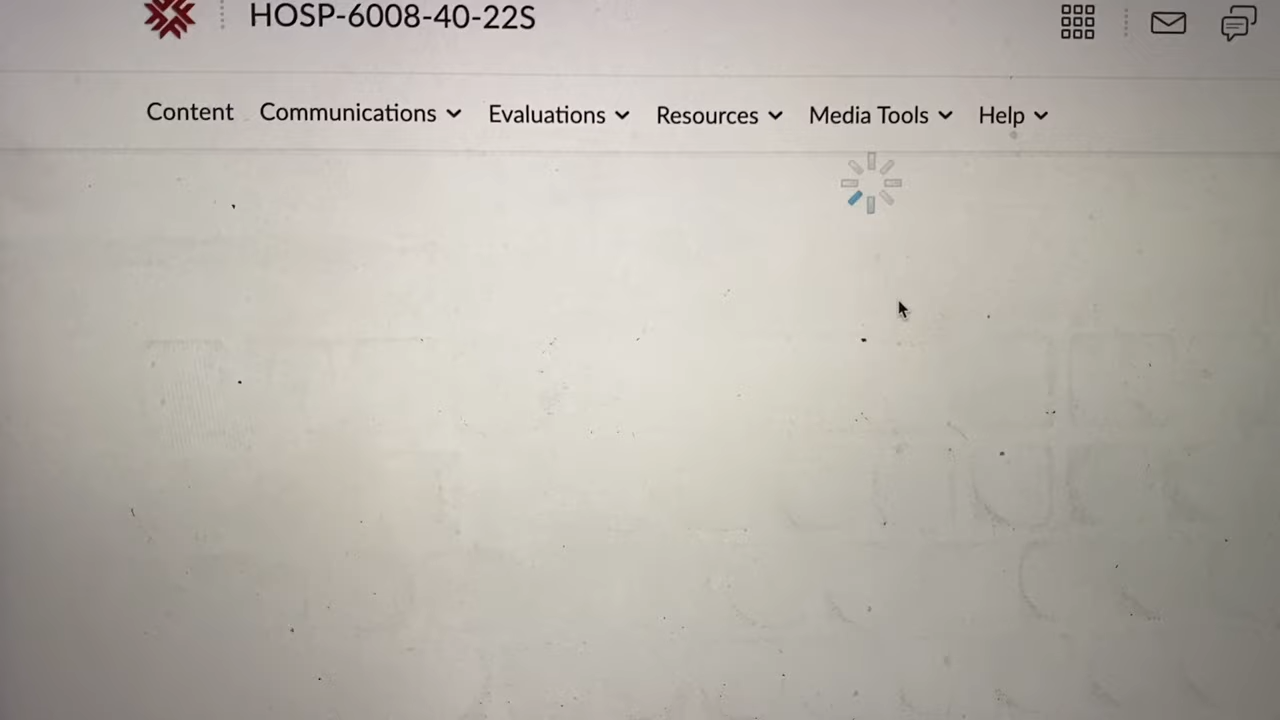 HOSP-6008-40-22S
Content Communications Evaluations Resources Media Tools Help